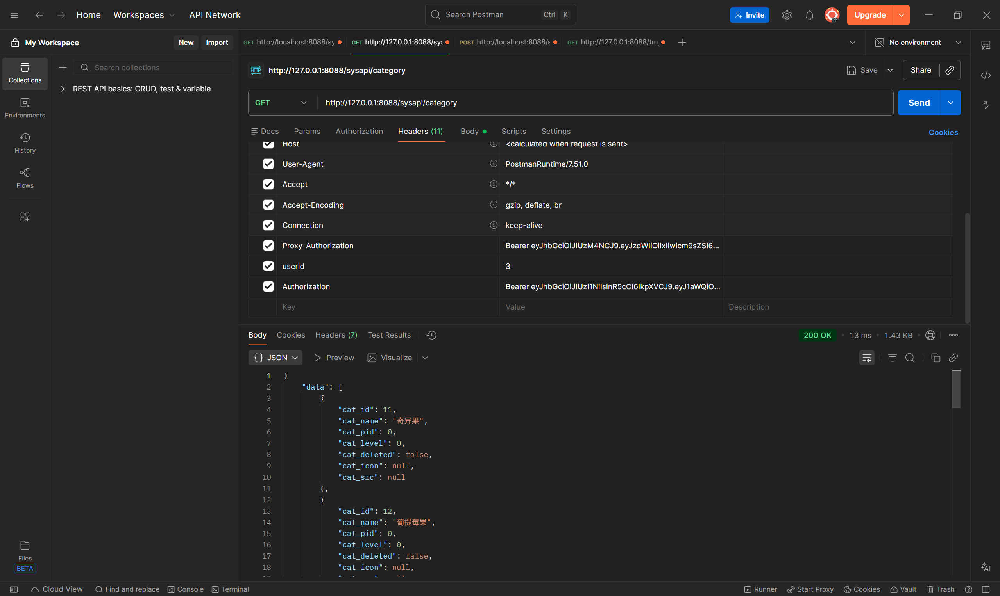 Home Workspaces API Network Search Postman Ctrl K Invite Upgrade
My Workspace New Import
GET http://localhost:8088/sy GET http://127.0.0.1:8088/sys POST http://localhost:8088/s GET http://127.0.0.1:8088/tm No environment
Collections
Search collections
REST API basics: CRUD, test & variable
Environments
History
Flows
Files
BETA
HTTP http://127.0.0.1:8088/sysapi/category Save Share
GET http://127.0.0.1:8088/sysapi/category Send
Docs Params Authorization Headers (11) Body Scripts Settings Cookies
Host <calculated when request is sent>
User-Agent PostmanRuntime/7.51.0
Accept */*
Accept-Encoding gzip, deflate, br
Connection keep-alive
Proxy-Authorization Bearer eyJhbGciOiJIUzM4NCJ9.eyJzdWIiOiIxIiwicm9sZSI6...
userId 3
Authorization Bearer eyJhbGciOiJIUzI1NiIsInR5cCI6IkpXVCJ9.eyJ1aWQiO...
Key Value Description
Body Cookies Headers (7) Test Results 200 OK 13 ms 1.43 KB
{} JSON Preview Visualize
1 {
2 "data": [
3 {
4 "cat_id": 11,
5 "cat_name": "奇异果",
6 "cat_pid": 0,
7 "cat_level": 0,
8 "cat_deleted": false,
9 "cat_icon": null,
10 "cat_src": null
11 },
12 {
13 "cat_id": 12,
14 "cat_name": "葡提莓果",
15 "cat_pid": 0,
16 "cat_level": 0,
17 "cat_deleted": false,
18 "cat_icon": null,
AI
Cloud View Find and replace Console Terminal Runner Start Proxy Cookies Vault Trash